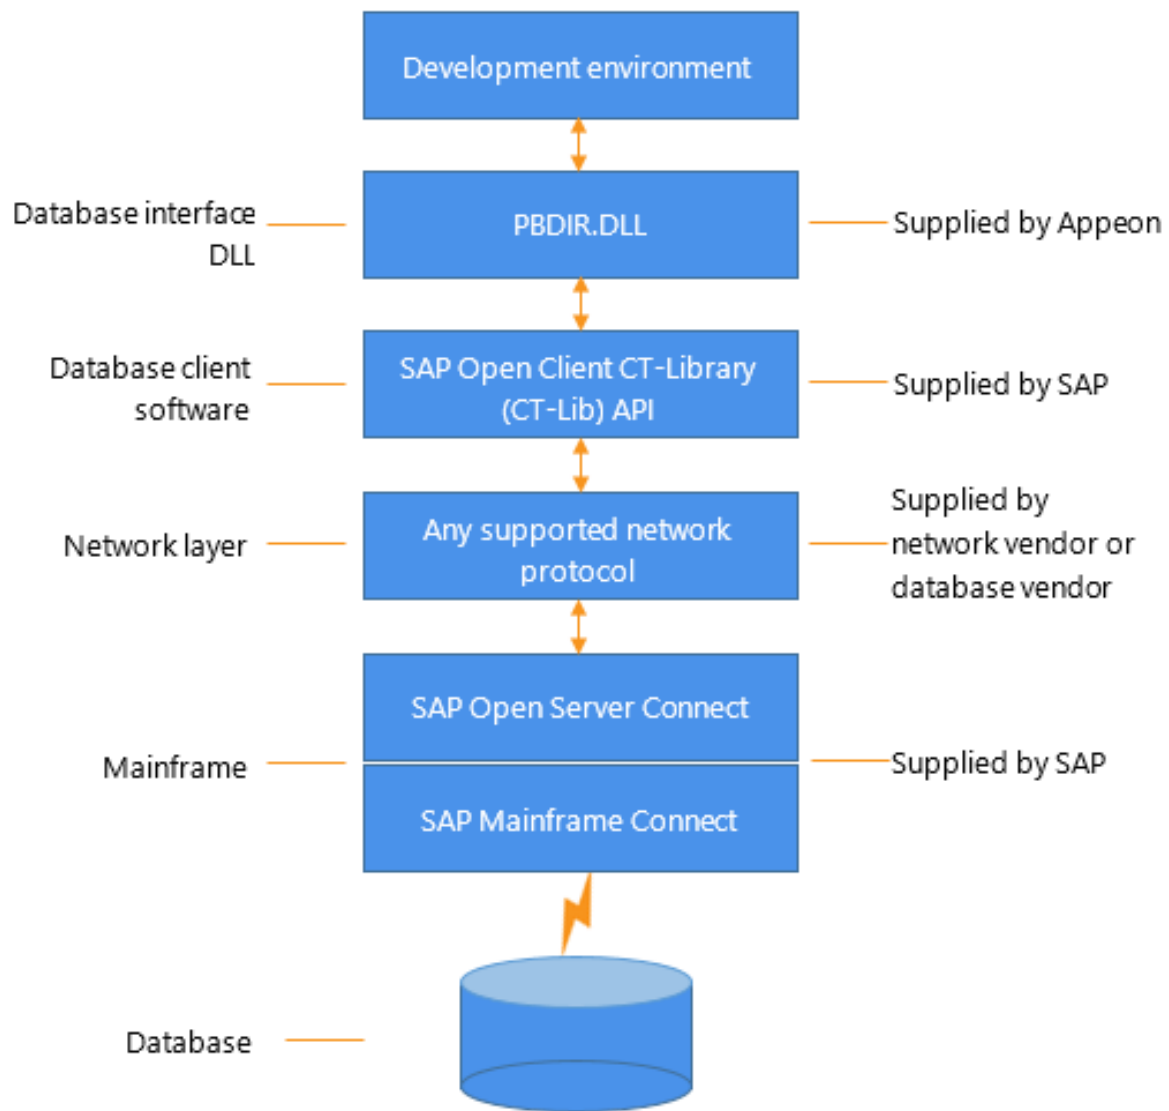 Development environment
Database interface
DLL
PBDIR.DLL
Supplied by Appeon
Database client
software
SAP Open Client CT-Library
(CT-Lib) API
Supplied by SAP
Network layer
Any supported network
protocol
Supplied by
network vendor or
database vendor
Mainframe
SAP Open Server Connect
SAP Mainframe Connect
Supplied by SAP
Database